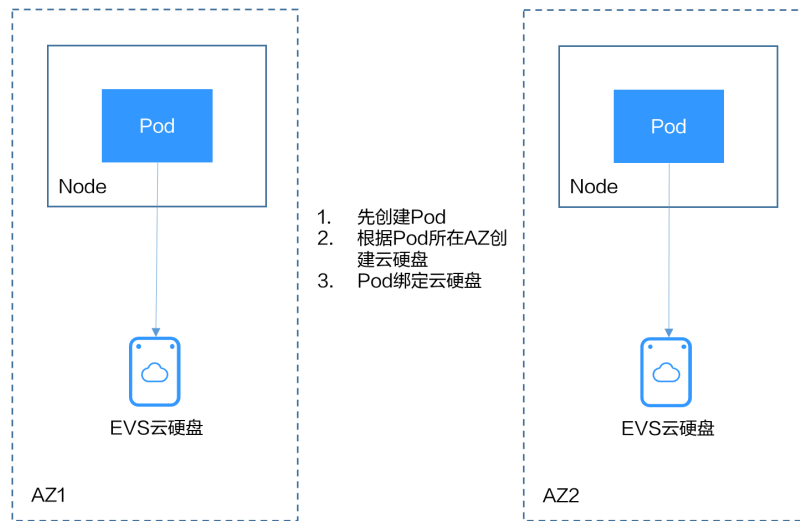 Pod
Node
EVS云硬盘
AZ1
1. 先创建Pod
2. 根据Pod所在AZ创
建云硬盘
3. Pod绑定云硬盘
Pod
Node
EVS云硬盘
AZ2